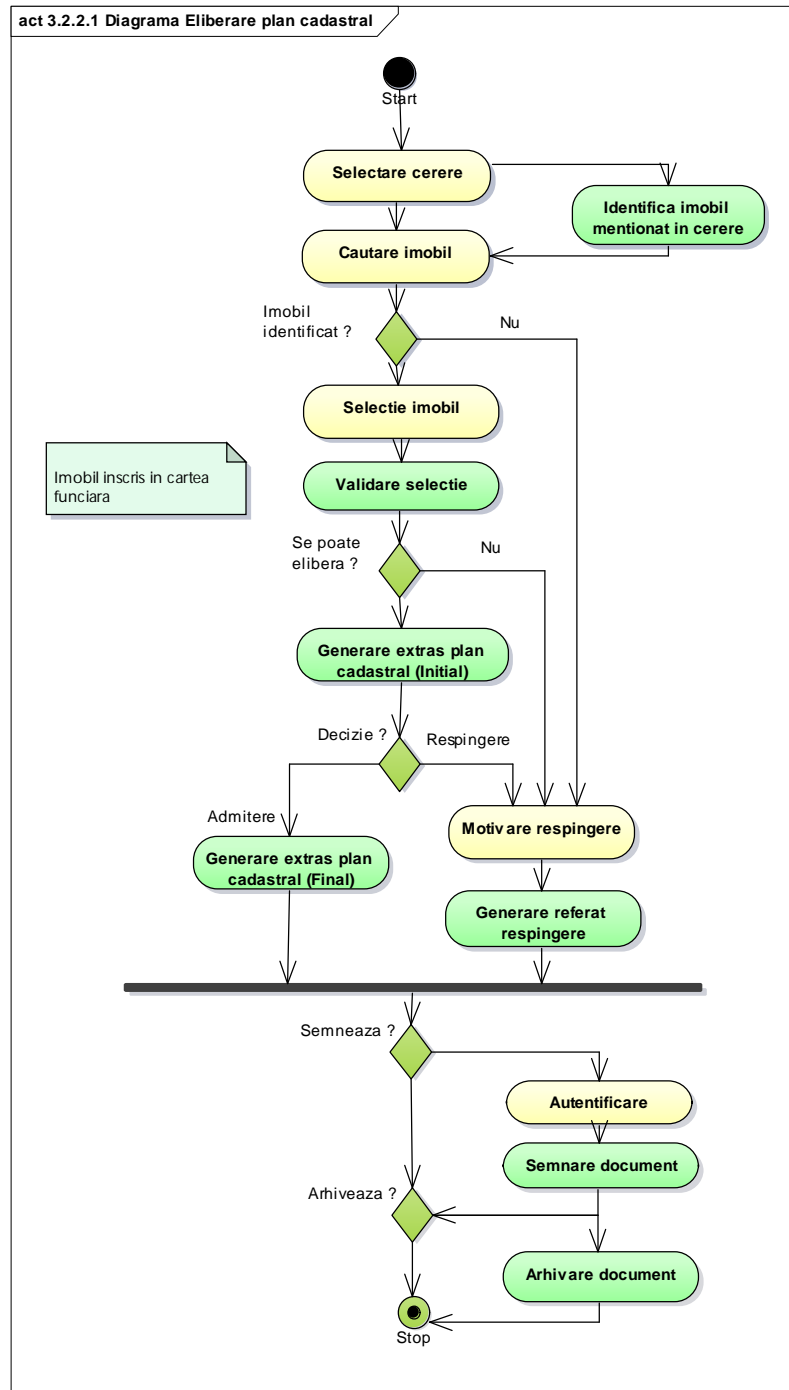 act 3.2.2.1 Diagrama Eliberare plan cadastral
Start
Selectare cerere
Identifica imobil
mentionat in cerere
Cautare imobil
Imobil
identificat ?
Nu
Selectie imobil
Imobil inscris in cartea
funciara
Validare selectie
Se poate
elibera ?
Nu
Generare extras plan
cadastral (Initial)
Decizie ?
Respingere
Admitere
Motivare respingere
Generare extras plan
cadastral (Final)
Generare referat
respingere
Semneaza ?
Autentificare
Semnare document
Arhiveaza ?
Arhivare document
Stop